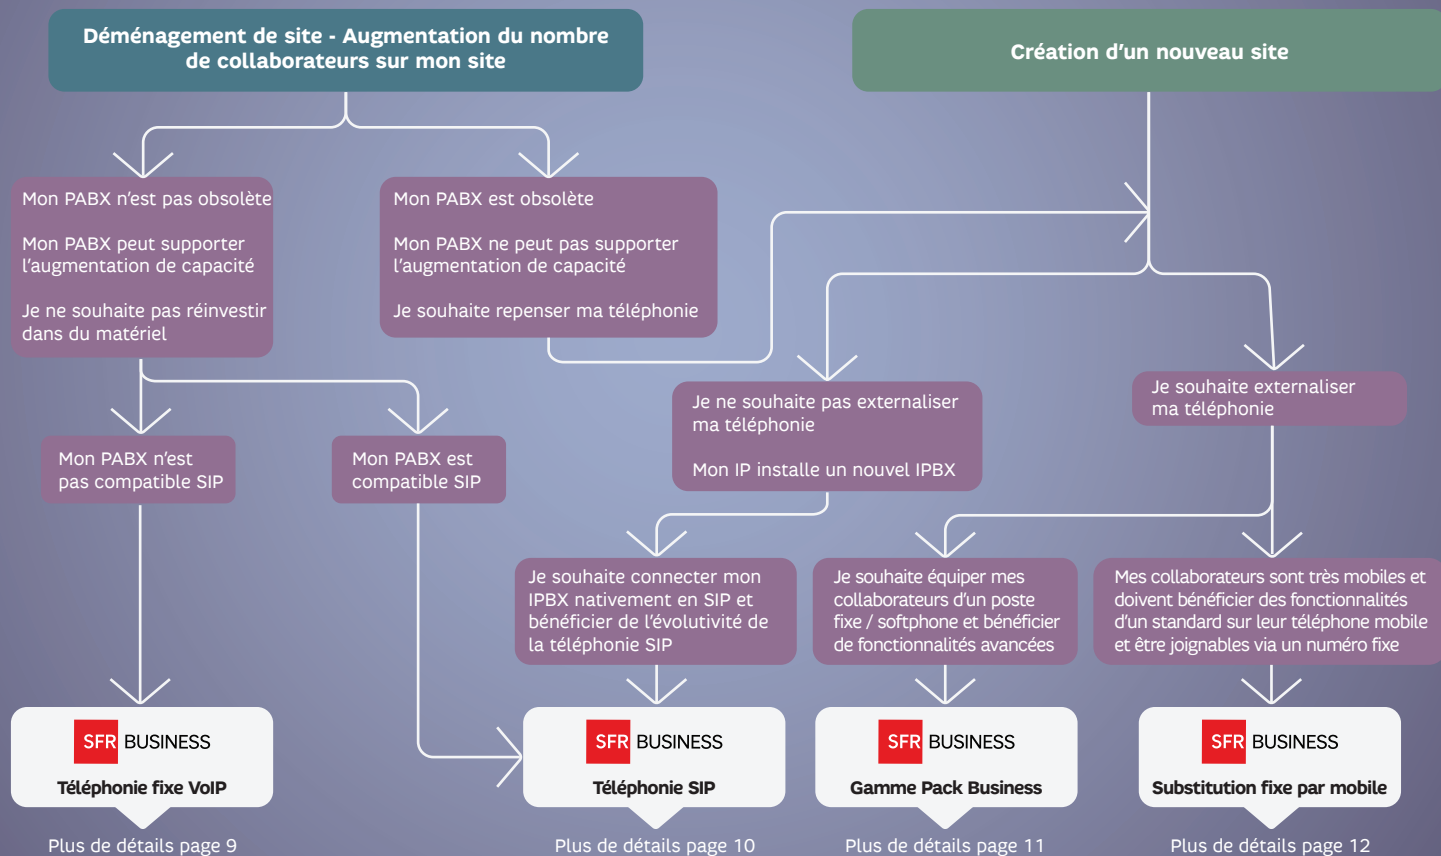 Déménagement de site - Augmentation du nombre
de collaborateurs sur mon site
Création d'un nouveau site
Mon PABX n'est pas obsolète
Mon PABX peut supporter
l'augmentation de capacité
Je ne souhaite pas réinvestir
dans du matériel
Mon PABX est obsolète
Mon PABX ne peut pas supporter
l'augmentation de capacité
Je souhaite repenser ma téléphonie
Je ne souhaite pas externaliser
ma téléphonie
Mon IP installe un nouvel IPBX
Je souhaite externaliser
ma téléphonie
Mon PABX n'est
pas compatible SIP
Mon PABX est
compatible SIP
Je souhaite connecter mon
IPBX nativement en SIP et
bénéficier de l'évolutivité de
la téléphonie SIP
Je souhaite équiper mes
collaborateurs d'un poste
fixe / softphone et bénéficier
de fonctionnalités avancées
Mes collaborateurs sont très mobiles et
doivent bénéficier des fonctionnalités
d'un standard sur leur téléphone mobile
et être joignables via un numéro fixe
SFR BUSINESS
Téléphonie fixe VoIP
Plus de détails page 9
SFR BUSINESS
Téléphonie SIP
Plus de détails page 10
SFR BUSINESS
Gamme Pack Business
Plus de détails page 11
SFR BUSINESS
Substitution fixe par mobile
Plus de détails page 12